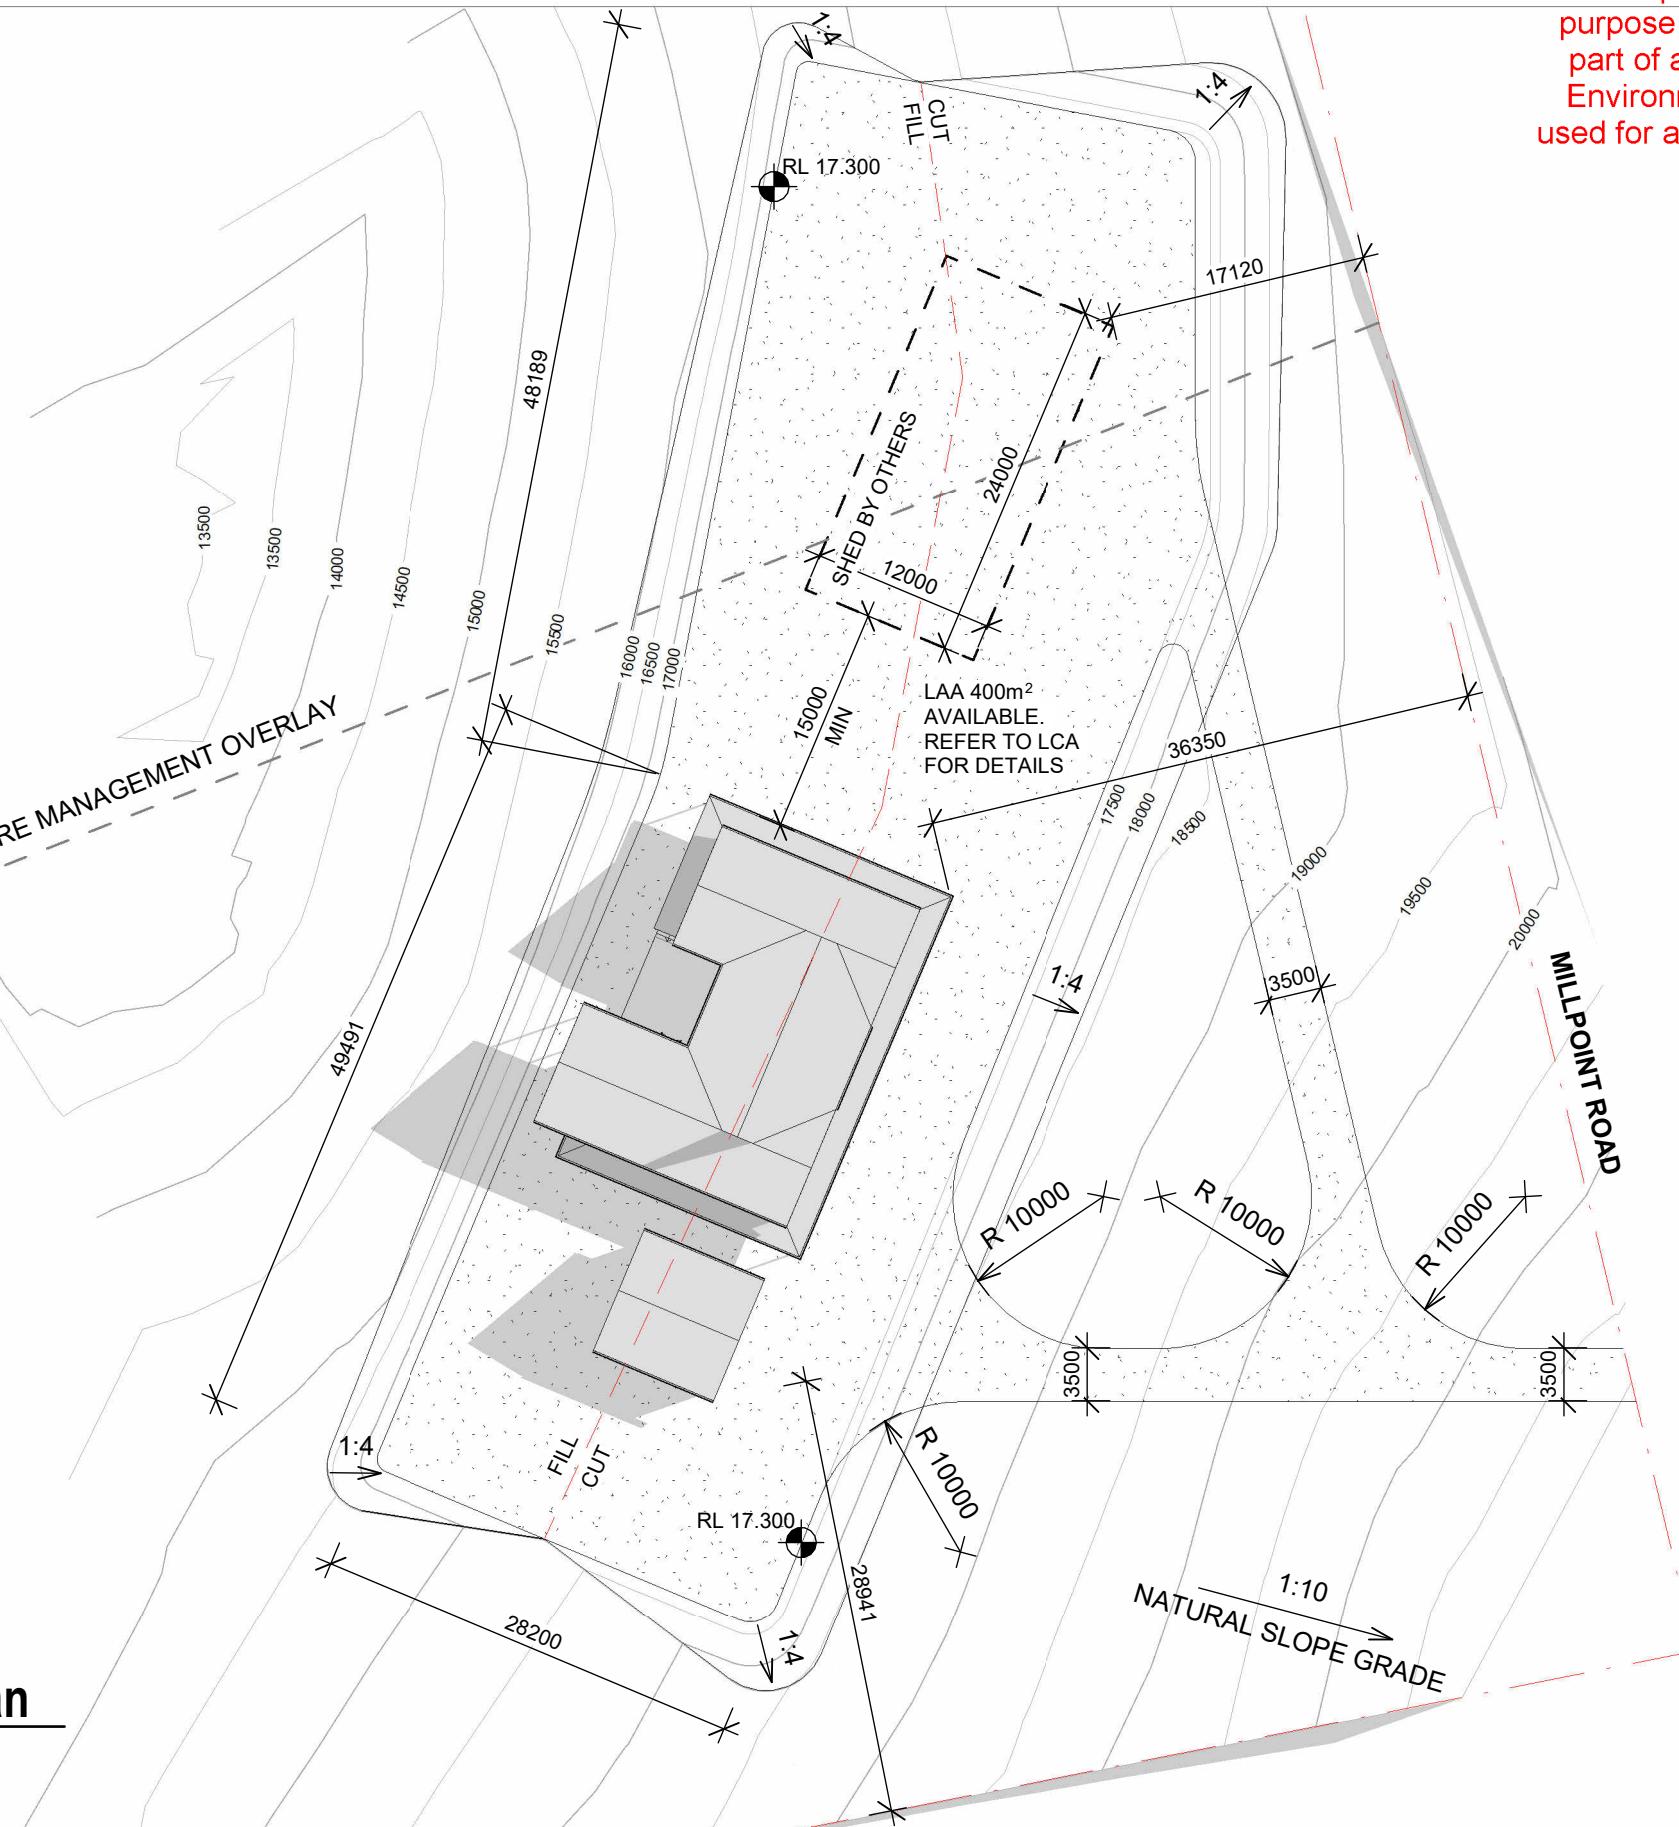 purpose
part of a
used for a
1:4
1:4
CUT
FILL
RL 17.300
17120
48189
SHED BY OTHERS
24000
12000
13500
13500
14000
14500
15000
15500
16000
16500
17000
LAA 400m²
AVAILABLE.
REFER TO LCA
FOR DETAILS
15000
MIN
36350
MANAGEMENT OVERLAY
17500
18000
18500
19000
19500
20000
1:4
3500
MILLPOINT ROAD
49491
R 10000
R 10000
R 10000
3500
3500
1:4
FILL
CUT
R 10000
RL 17.300
28941
1:10
NATURAL SLOPE GRADE
28200
1:4